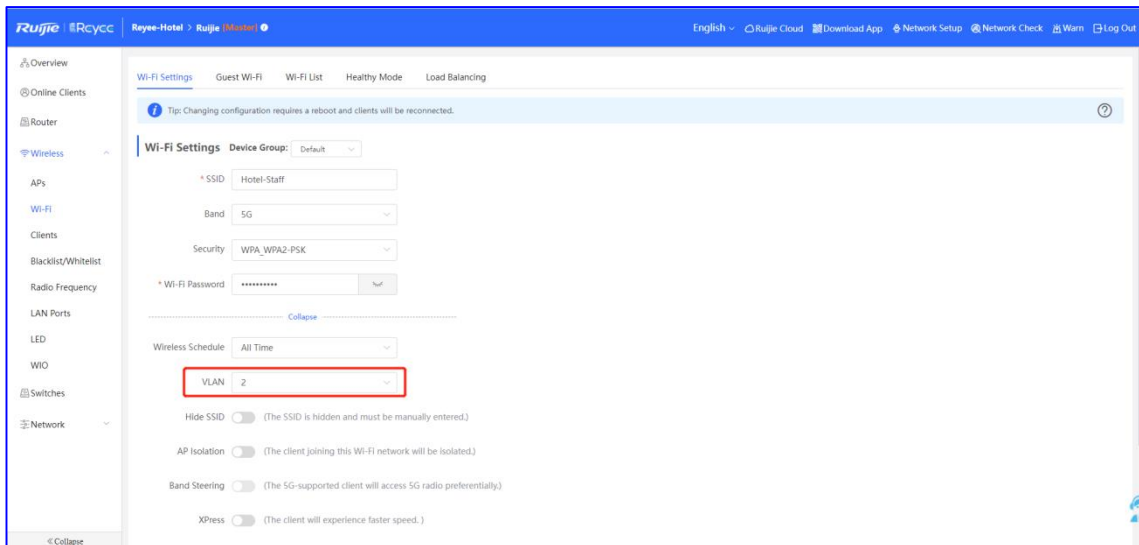 Ruijie Rcycc Reyee-Hotel > Ruijie (Master) English Ruijie Cloud Download App Network Setup Network Check Warn Log Out
Overview
Online Clients
Router
Wireless
APs
Wi-Fi
Clients
Blacklist/Whitelist
Radio Frequency
LAN Ports
LED
WIO
Switches
Network
« Collapse
Wi-Fi Settings Guest Wi-Fi Wi-Fi List Healthy Mode Load Balancing
Tip: Changing configuration requires a reboot and clients will be reconnected.
Wi-Fi Settings Device Group: Default
* SSID Hotel-Staff
Band 5G
Security WPA_WPA2-PSK
* Wi-Fi Password ••••••••••
Collapse
Wireless Schedule All Time
VLAN 2
Hide SSID (The SSID is hidden and must be manually entered.)
AP Isolation (The client joining this Wi-Fi network will be isolated.)
Band Steering (The 5G-supported client will access 5G radio preferentially.)
XPress (The client will experience faster speed. )